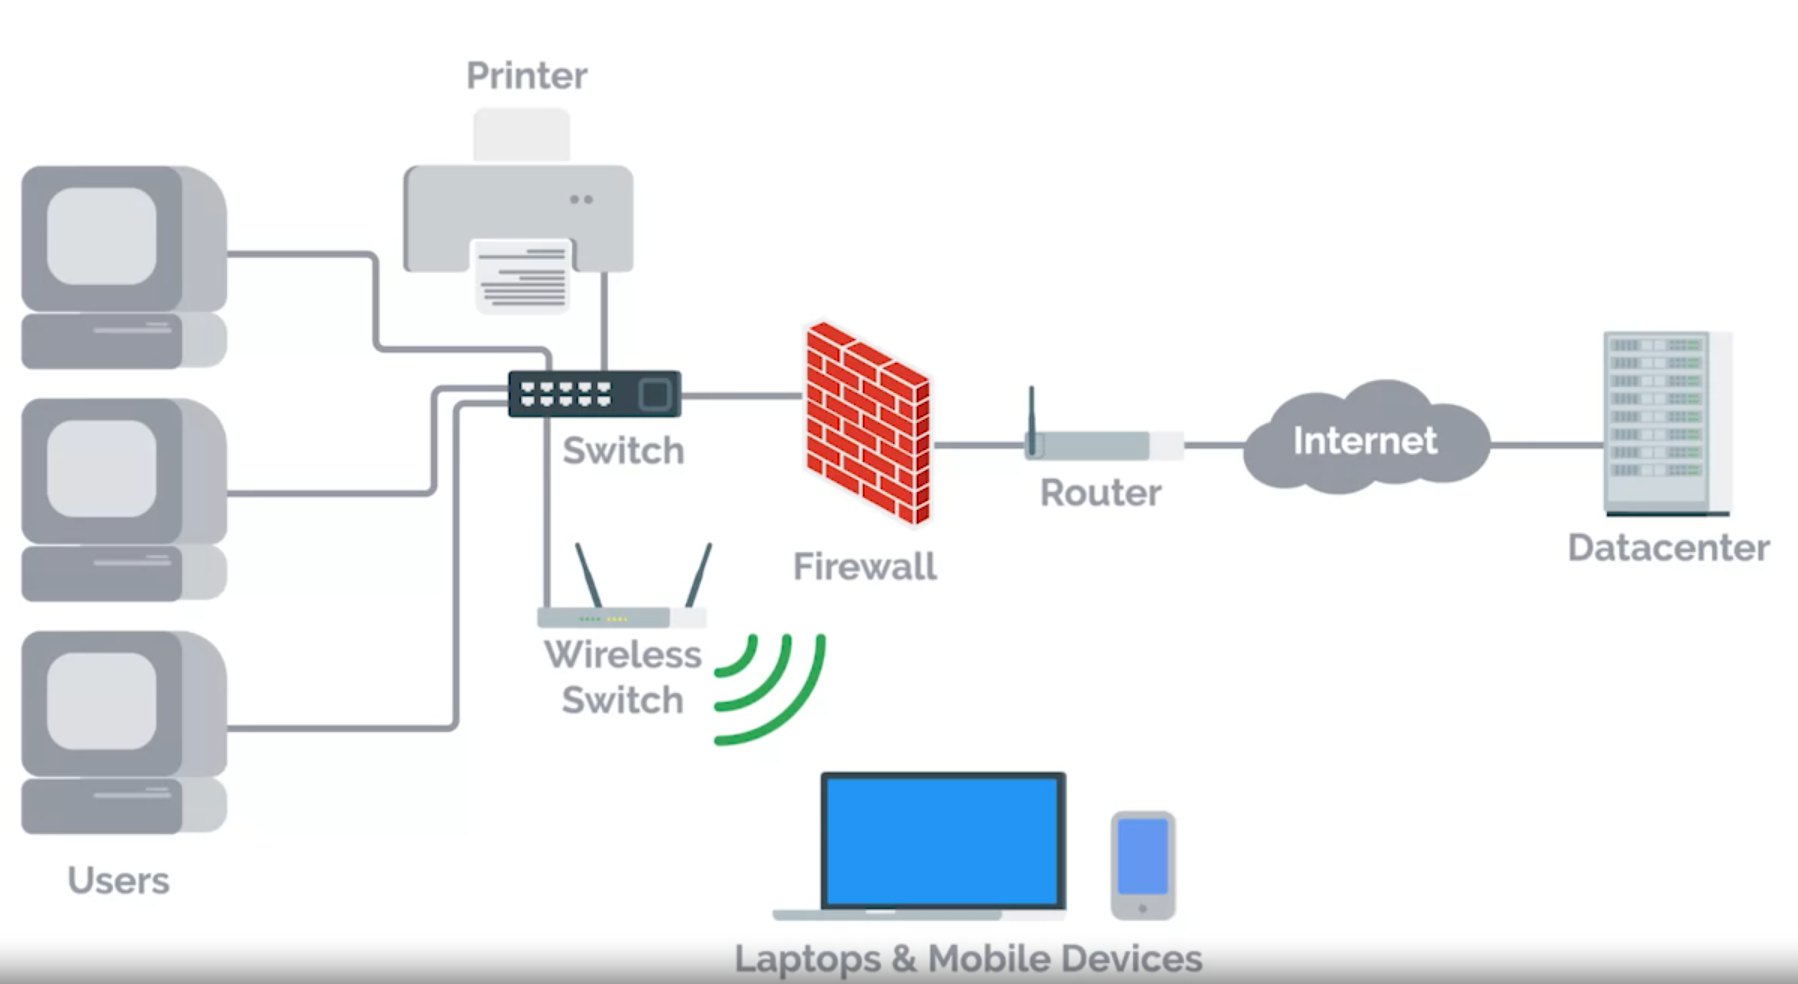 Printer
Switch
Internet
Router
Datacenter
Firewall
Wireless
Switch
Users
Laptops & Mobile Devices